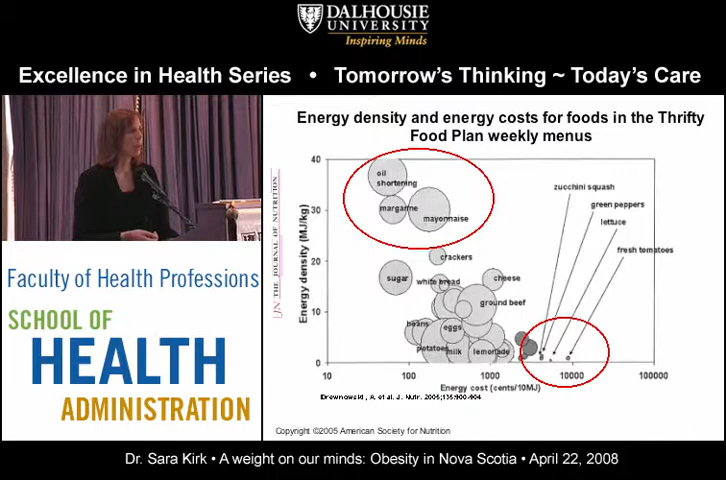 DALHOUSIE
UNIVERSITY
Inspiring Minds
Excellence in Health Series • Tomorrow's Thinking ~ Today's Care
Energy density and energy costs for foods in the Thrifty
Food Plan weekly menus
IN THE JOURNAL OF NUTRITION
Energy density (MJ/kg)
40
30
20
10
0
oil
shortening
margarine
mayonnaise
zucchini squash
green peppers
lettuce
fresh tomatoes
crackers
sugar
white bread
cheese
ground beef
beans
eggs
potatoes
milk
lemonade
10
100
1000
10000
100000
Energy cost (cents/10MJ)
Drewnowski, A. et al. J. Nutr. 2005;135:900-904
Copyright ©2005 American Society for Nutrition
Faculty of Health Professions
SCHOOL OF
HEALTH
ADMINISTRATION
Dr. Sara Kirk • A weight on our minds: Obesity in Nova Scotia • April 22, 2008